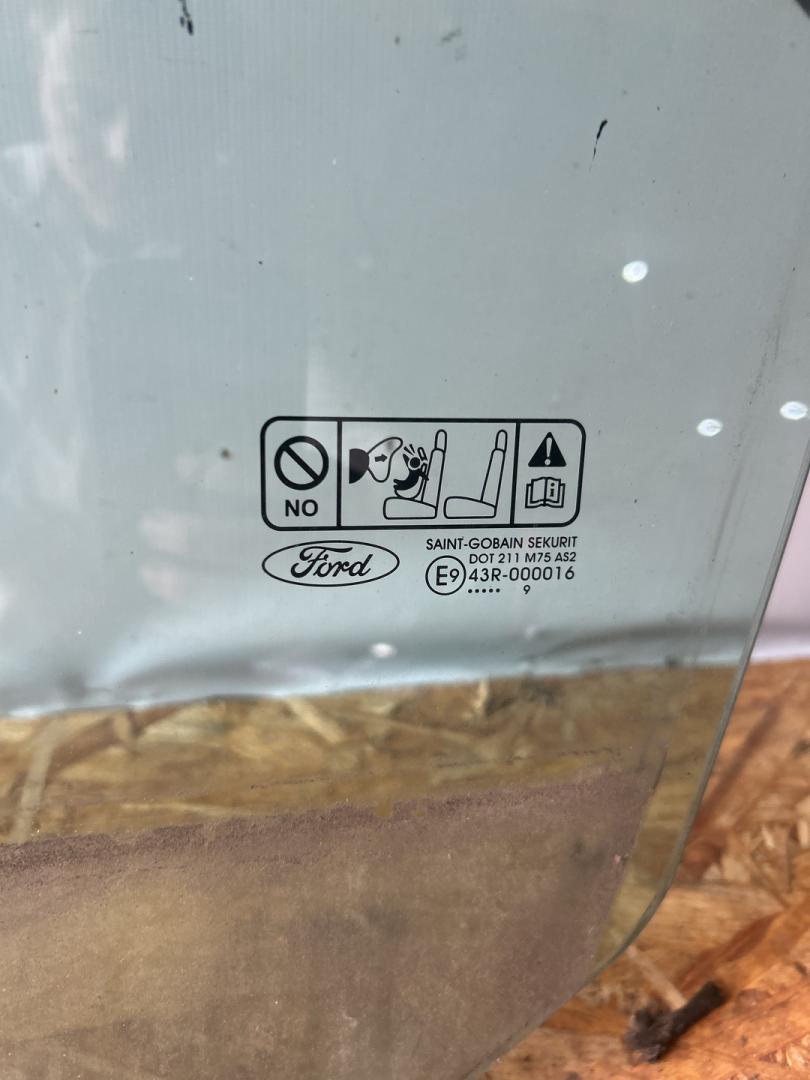 NO
Ford
SAINT-GOBAIN SEKURIT
DOT 211 M75 AS2
E9 43R-000016
..... 9